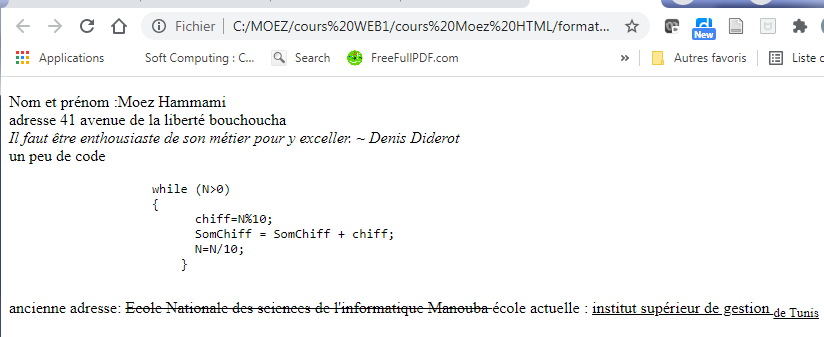 Fichier | C:/MOEZ/cours%20WEB1/cours%20Moez%20HTML/format...
New
Applications Soft Computing : C... Search FreeFullPDF.com » Autres favoris Liste c
Nom et prénom :Moez Hammami
adresse 41 avenue de la liberté bouchoucha
Il faut être enthousiaste de son métier pour y exceller. ~ Denis Diderot
un peu de code
while (N>0)
{
chiff=N%10;
SomChiff = SomChiff + chiff;
N=N/10;
}
ancienne adresse: Ecole Nationale des sciences de l'informatique Manouba école actuelle : institut supérieur de gestion de Tunis